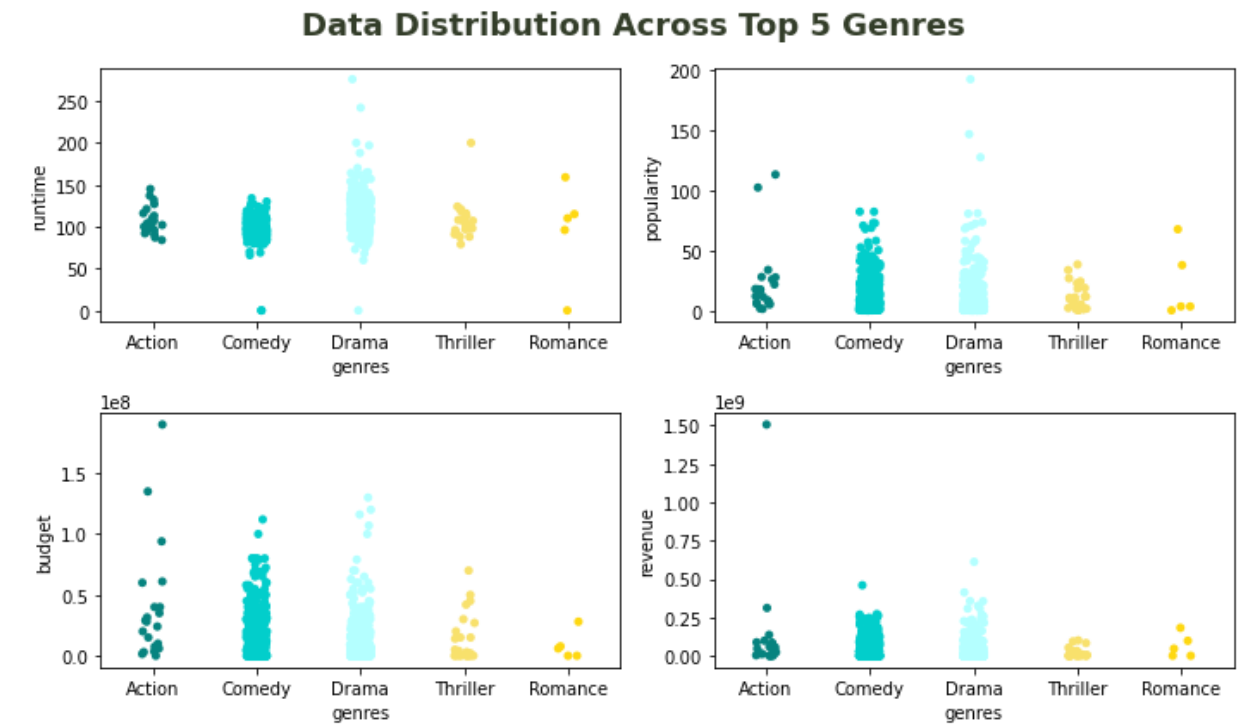 Data Distribution Across Top 5 Genres
runtime
250
200
150
100
50
0
Action Comedy Drama Thriller Romance
genres
popularity
200
150
100
50
0
Action Comedy Drama Thriller Romance
genres
1e8
budget
1.5
1.0
0.5
0.0
Action Comedy Drama Thriller Romance
genres
1e9
revenue
1.50
1.25
1.00
0.75
0.50
0.25
0.00
Action Comedy Drama Thriller Romance
genres